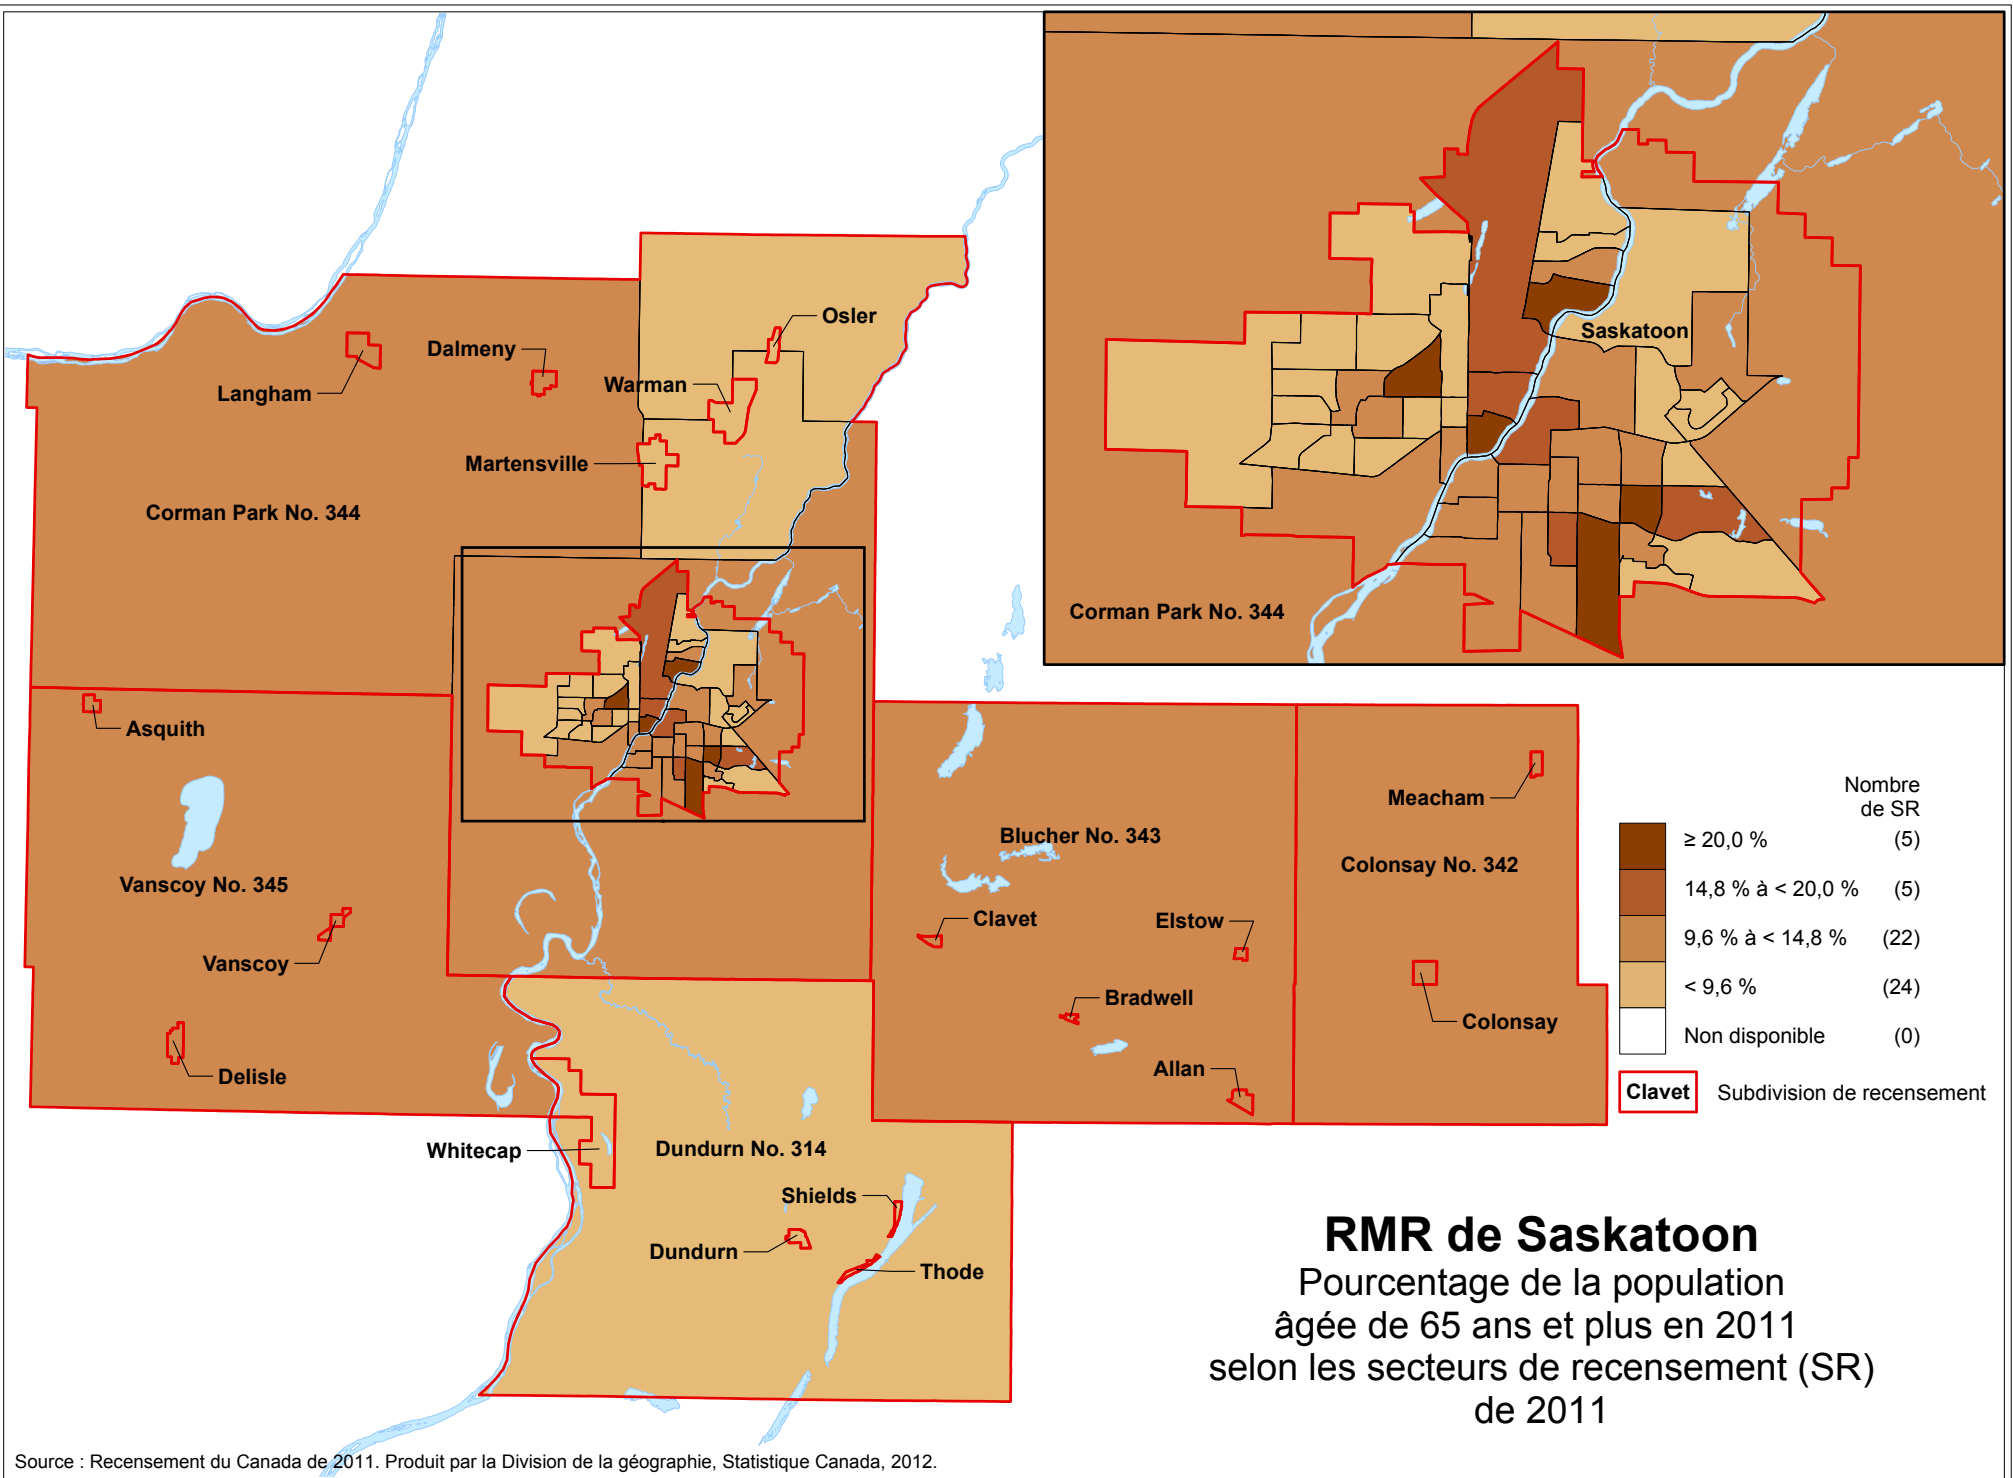 Osler
Dalmeny
Warman
Langham
Martensville
Corman Park No. 344
Saskatoon
Corman Park No. 344
Asquith
Vanscoy No. 345
Vanscoy
Delisle
Blucher No. 343
Clavet
Elstow
Bradwell
Allan
Meacham
Colonsay No. 342
Colonsay
Whitecap
Dundurn No. 314
Shields
Dundurn
Thode
Nombre
de SR
≥ 20,0 % (5)
14,8 % à < 20,0 % (5)
9,6 % à < 14,8 % (22)
< 9,6 % (24)
Non disponible (0)
Clavet Subdivision de recensement
RMR de Saskatoon
Pourcentage de la population
âgée de 65 ans et plus en 2011
selon les secteurs de recensement (SR)
de 2011
Source : Recensement du Canada de 2011. Produit par la Division de la géographie, Statistique Canada, 2012.